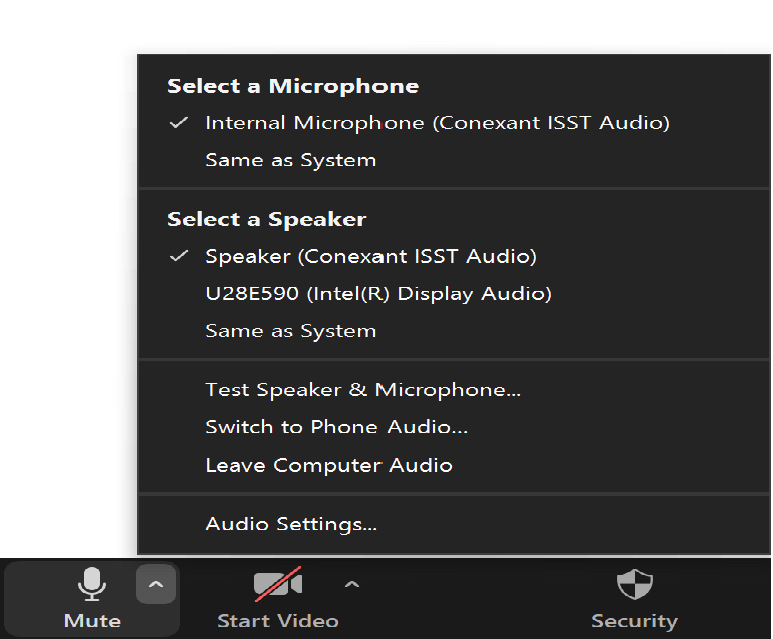 Select a Microphone
Internal Microphone (Conexant ISST Audio)
Same as System
Select a Speaker
Speaker (Conexant ISST Audio)
U28E590 (Intel(R) Display Audio)
Same as System
Test Speaker & Microphone...
Switch to Phone Audio...
Leave Computer Audio
Audio Settings...
Mute
Start Video
Security